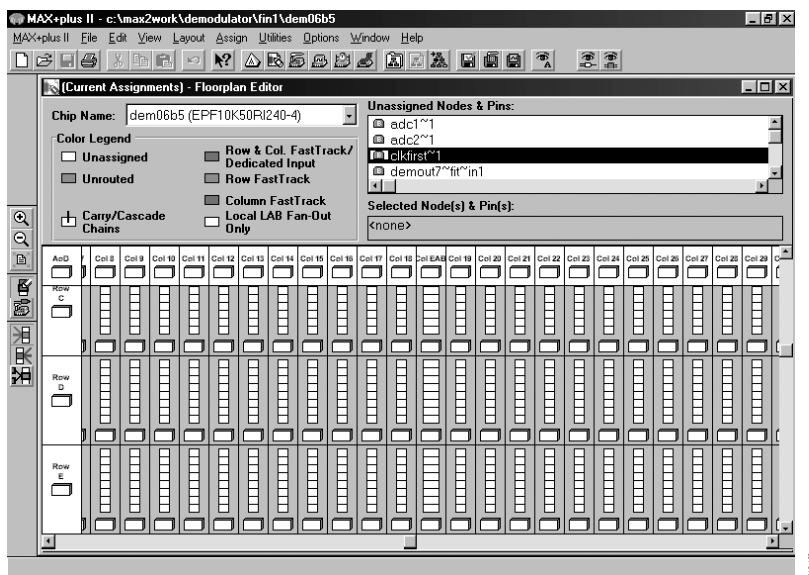 MAX+plus II - c:\max2work\demodulator\fin1\dem06b5
MAX+plus II File Edit View Layout Assign Utilities Options Window Help
(Current Assignments) - Floorplan Editor
Chip Name: dem06b5 (EPF10K50RI240-4)
Unassigned Nodes & Pins:
adc1~1
adc2~1
clkfirst~1
demout7~fit~in1
Color Legend
Unassigned
Unrouted
Carry/Cascade Chains
Row & Col. FastTrack/
Dedicated Input
Row FastTrack
Column FastTrack
Local LAB Fan-Out
Only
Selected Node(s) & Pin(s):
<none>
Col 8 Col 9 Col 10 Col 11 Col 12 Col 13 Col 14 Col 15 Col 16 Col 17 Col 18 Col EAB Col 19 Col 20 Col 21 Col 22 Col 23 Col 24 Col 25 Col 26 Col 27 Col 28 Col 29
Row
C
Row
D
Row
E